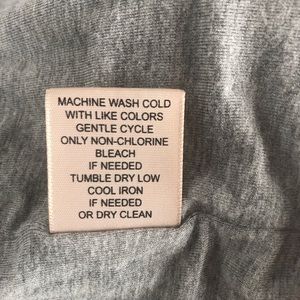 MACHINE WASH COLD
WITH LIKE COLORS
GENTLE CYCLE
ONLY NON-CHLORINE
BLEACH
IF NEEDED
TUMBLE DRY LOW
COOL IRON
IF NEEDED
OR DRY CLEAN